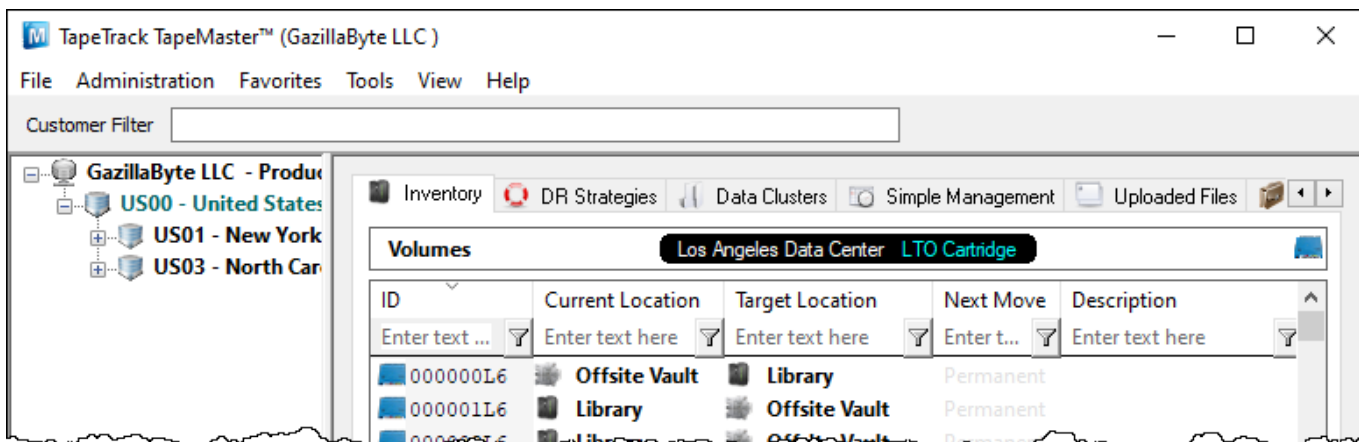 TapeTrack TapeMaster™ (GazillaByte LLC )
File Administration Favorites Tools View Help
Customer Filter
GazillaByte LLC - Produc
US00 - United States
US01 - New York
US03 - North Car
Inventory DR Strategies Data Clusters Simple Management Uploaded Files
Volumes Los Angeles Data Center LTO Cartridge
ID Current Location Target Location Next Move Description
Enter text ... Enter text here Enter text here Enter t... Enter text here
000000L6 Offsite Vault Library Permanent
000001L6 Library Offsite Vault Permanent